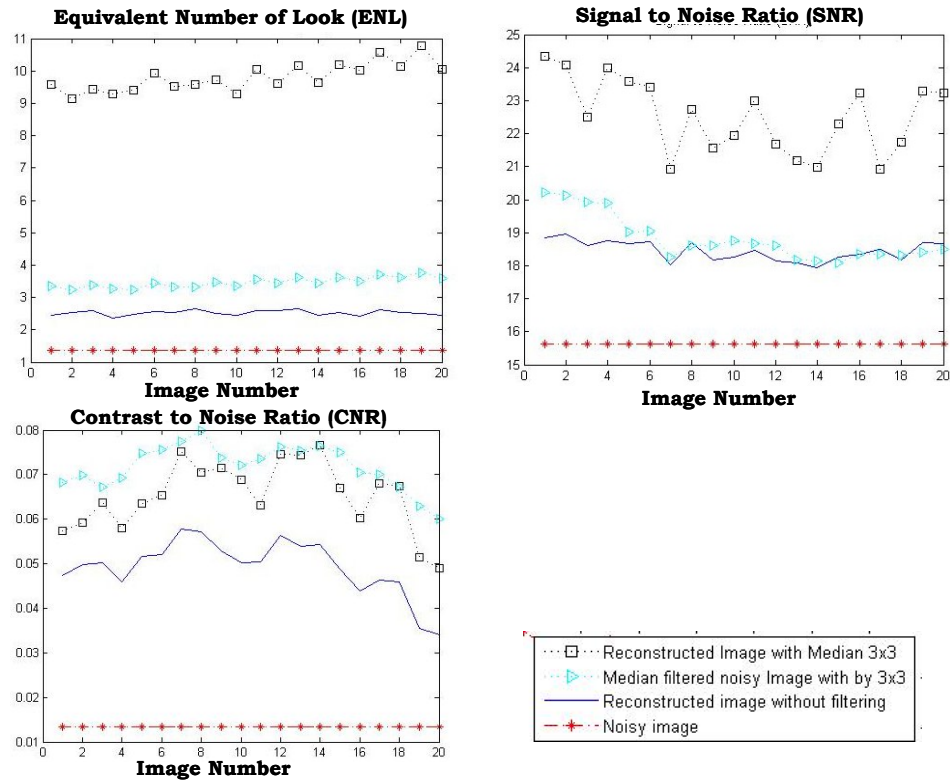 Equivalent Number of Look (ENL)
11
10
9
8
7
6
5
4
3
2
1
0 2 4 6 8 10 12 14 16 18 20
Image Number
Signal to Noise Ratio (SNR)
25
24
23
22
21
20
19
18
17
16
15
0 2 4 6 8 10 12 14 16 18 20
Image Number
Contrast to Noise Ratio (CNR)
0.08
0.07
0.06
0.05
0.04
0.03
0.02
0.01
0 2 4 6 8 10 12 14 16 18 20
Image Number
Reconstructed Image with Median 3x3
Median filtered noisy Image with by 3x3
Reconstructed image without filtering
Noisy image